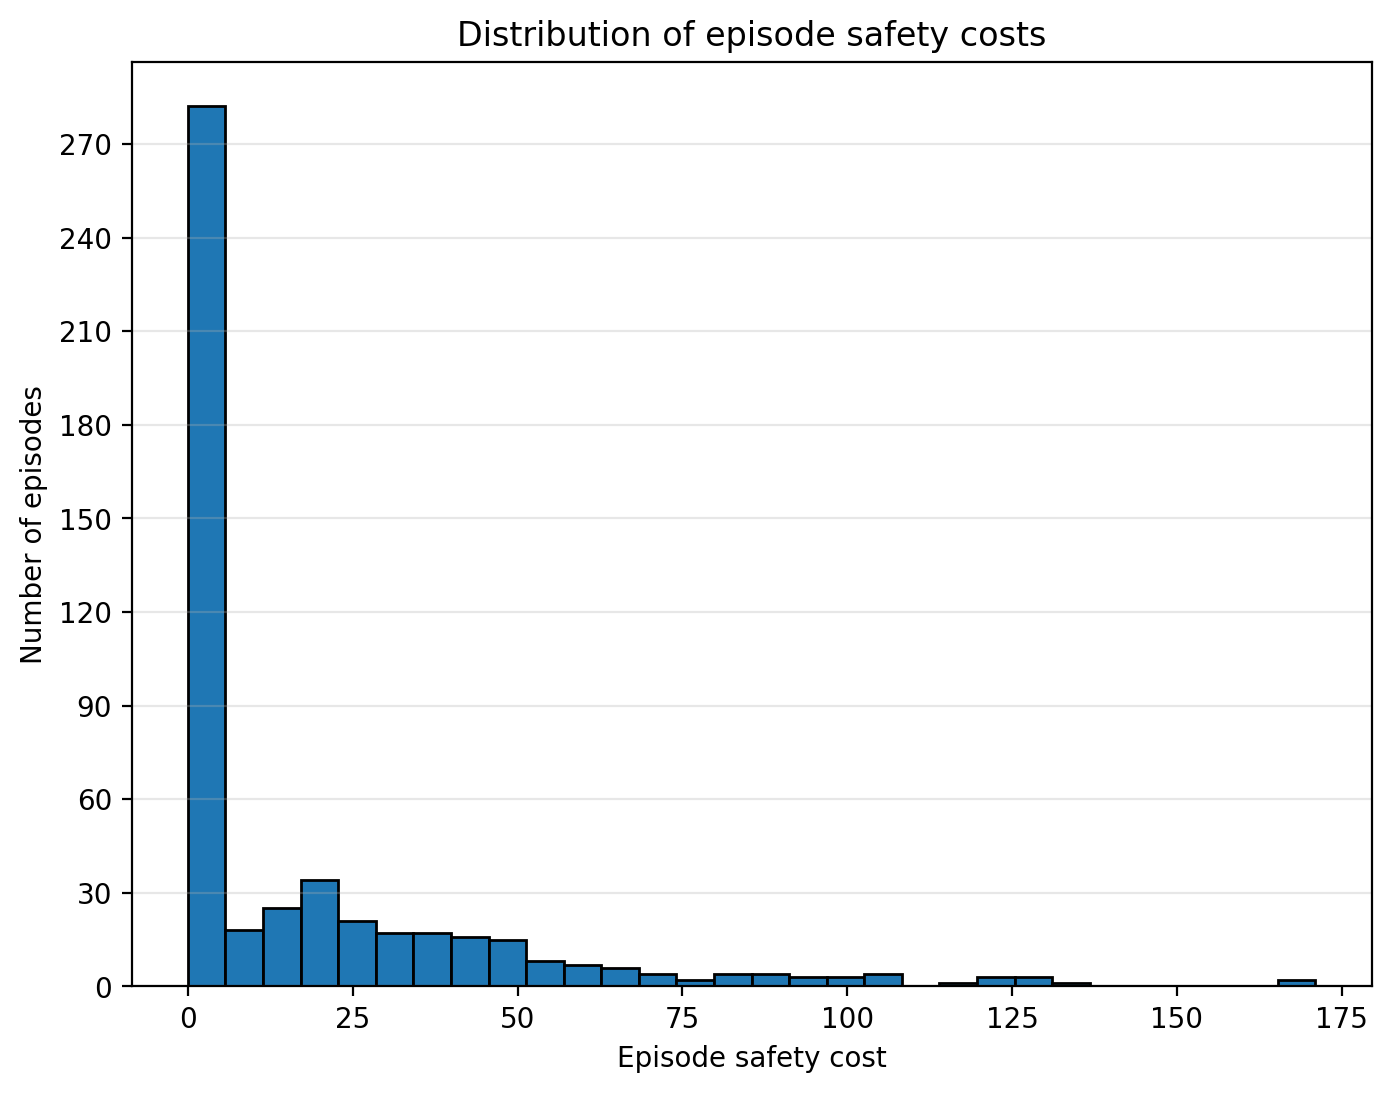 Distribution of episode safety costs
Number of episodes
270
240
210
180
150
120
90
60
30
0
0 25 50 75 100 125 150 175
Episode safety cost